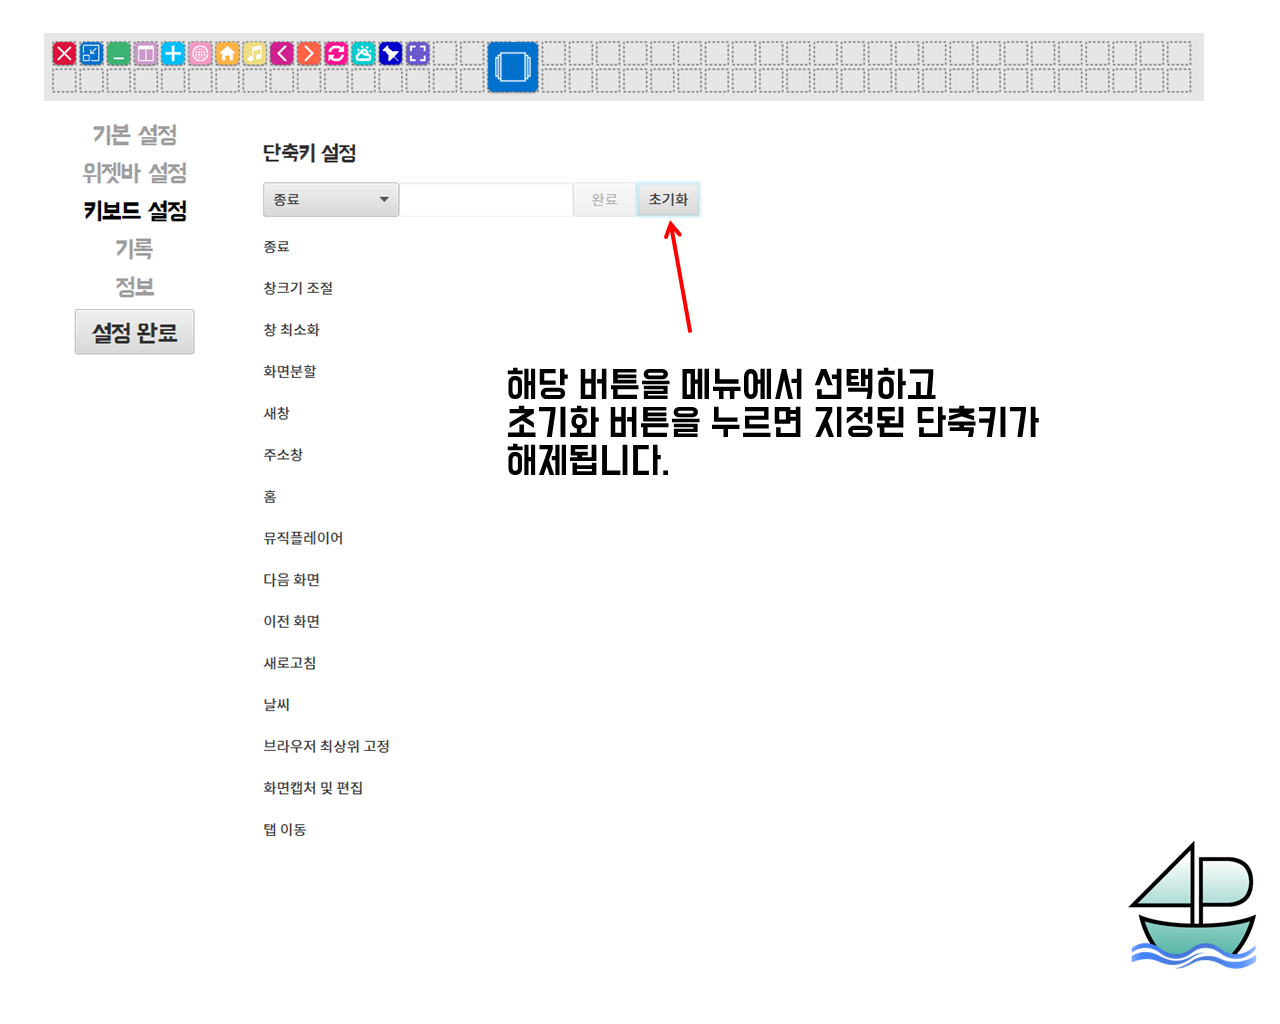 기본 설정
위젯바 설정
키보드 설정
기록
정보
설정 완료
단축키 설정
종료
완료
초기화
종료
창크기 조절
창 최소화
화면분할
새창
주소창
홈
뮤직플레이어
다음 화면
이전 화면
새로고침
날씨
브라우저 최상위 고정
화면캡처 및 편집
탭 이동
해당 버튼을 메뉴에서 선택하고
초기화 버튼을 누르면 지정된 단축키가
해제됩니다.